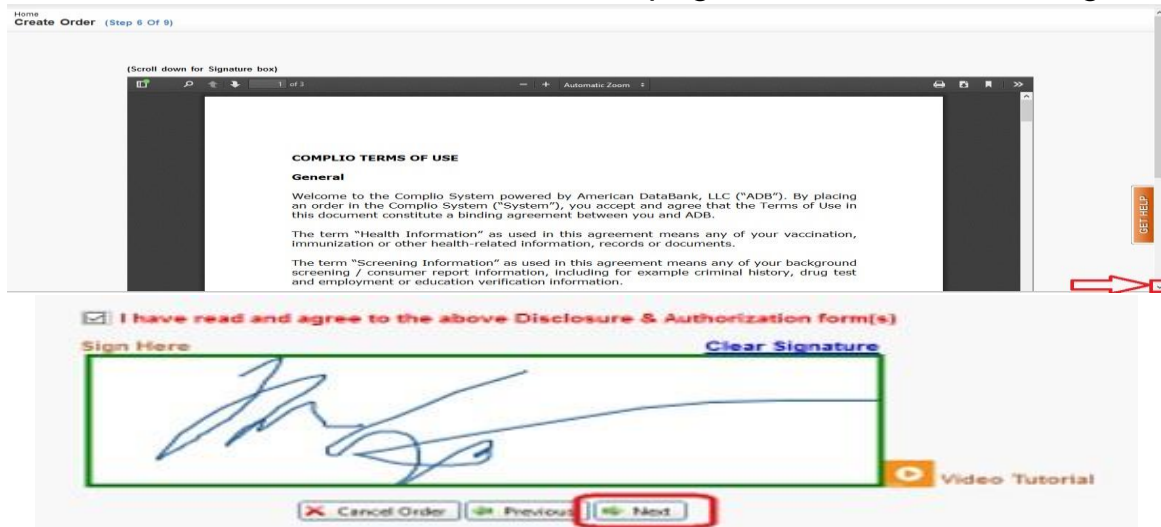 Home
Create Order (Step 6 Of 9)
(Scroll down for Signature box)
1 of 3
− + Automatic Zoom
COMPLIO TERMS OF USE
General
Welcome to the Complio System powered by American DataBank, LLC ("ADB"). By placing
an order in the Complio System ("System"), you accept and agree that the Terms of Use in
this document constitute a binding agreement between you and ADB.
The term "Health Information" as used in this agreement means any of your vaccination,
immunization or other health-related information, records or documents.
The term "Screening Information" as used in this agreement means any of your background
screening / consumer report information, including for example criminal history, drug test
and employment or education verification information.
GET HELP
I have read and agree to the above Disclosure & Authorization form(s)
Sign Here Clear Signature
Video Tutorial
Cancel Order Previous Next